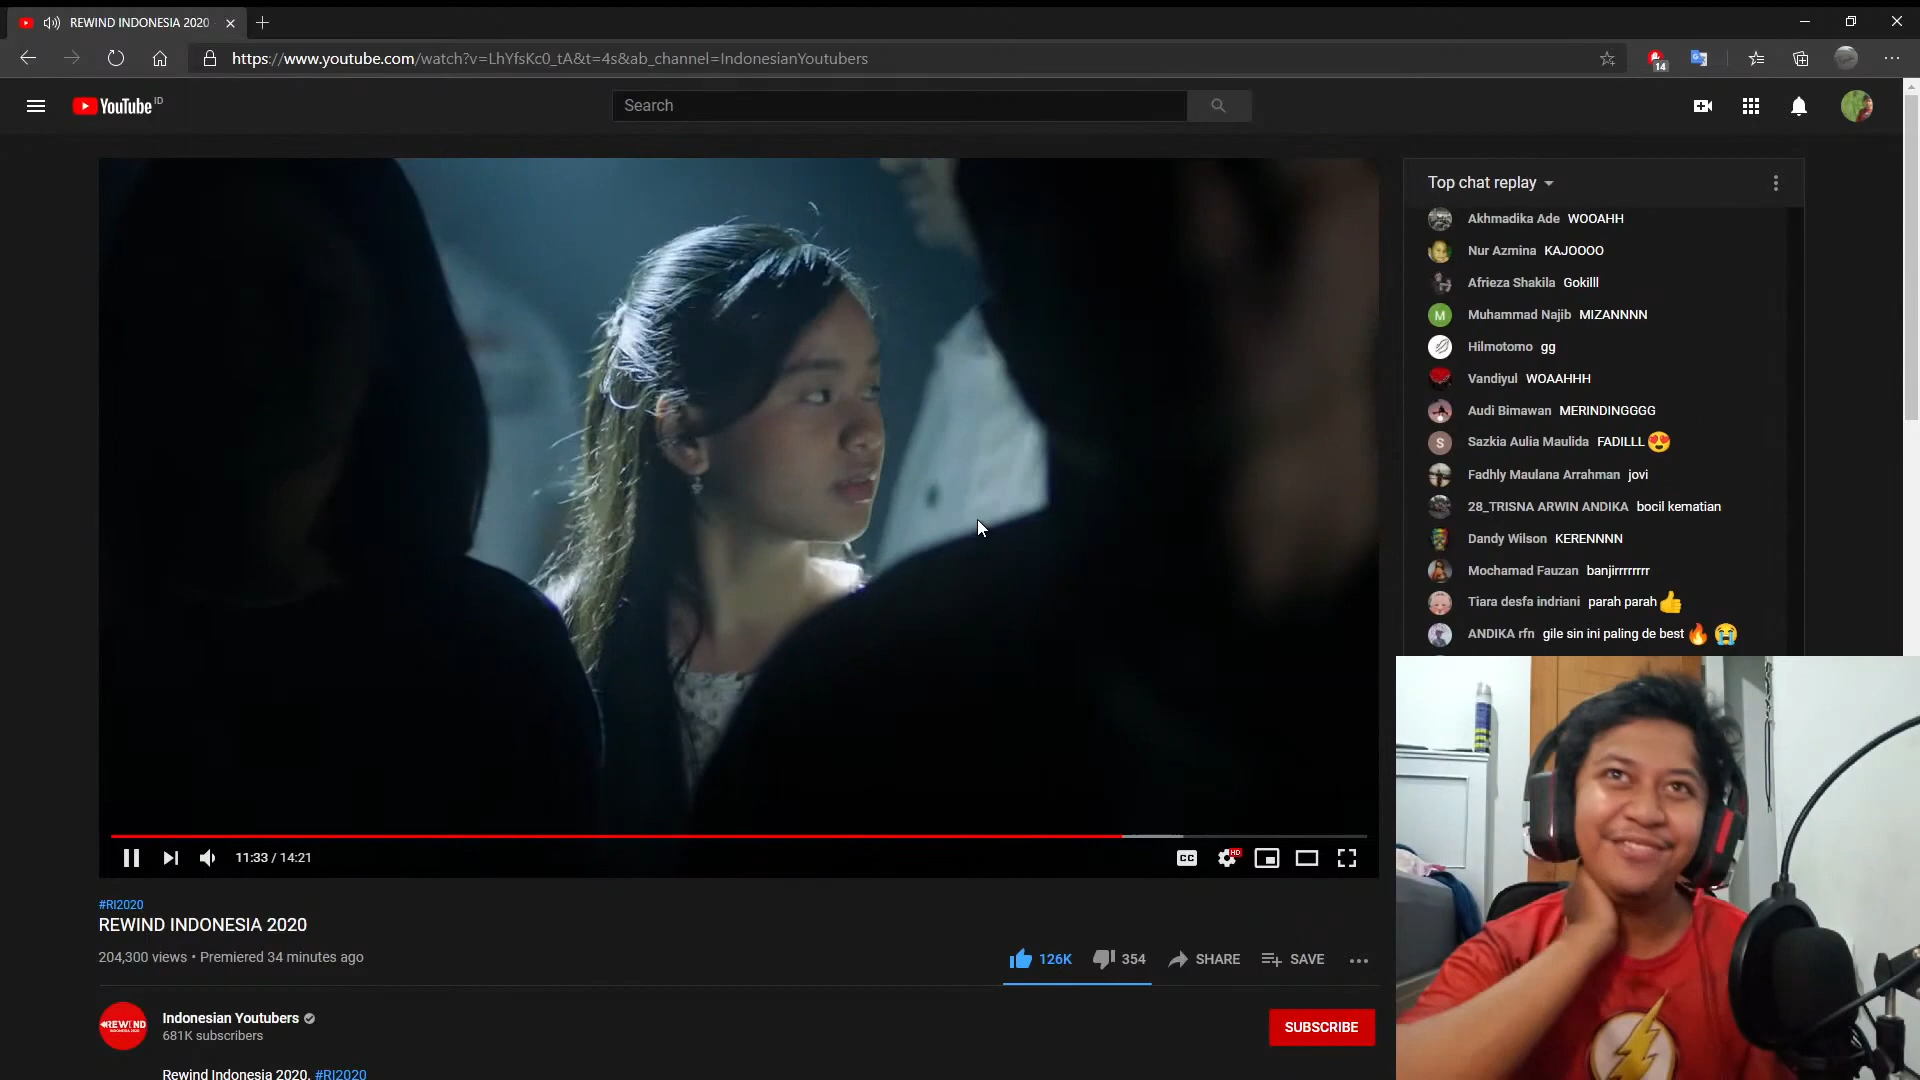 REWIND INDONESIA 2020
https://www.youtube.com/watch?v=LhYfsKc0_tA&t=4s&ab_channel=IndonesianYoutubers
14
YouTube ID
Search
Top chat replay
Akhmadika Ade WOOAHH
Nur Azmina KAJOOOO
Afrieza Shakila Gokilll
M Muhammad Najib MIZANNNN
Hilmotomo gg
Vandiyul WOAAHHH
Audi Bimawan MERINDINGGGG
S Sazkia Aulia Maulida FADILLL😍
Fadhly Maulana Arrahman jovi
28_TRISNA ARWIN ANDIKA bocil kematian
Dandy Wilson KERENNNN
Mochamad Fauzan banjirrrrrrrr
Tiara desfa indriani parah parah👍
ANDIKA rfn gile sin ini paling de best🔥😭
11:33 / 14:21
CC
HD
#RI2020
REWIND INDONESIA 2020
204,300 views • Premiered 34 minutes ago
126K 354 SHARE SAVE
REWIND
Indonesian Youtubers
681K subscribers
SUBSCRIBE
Rewind Indonesia 2020. #RI2020